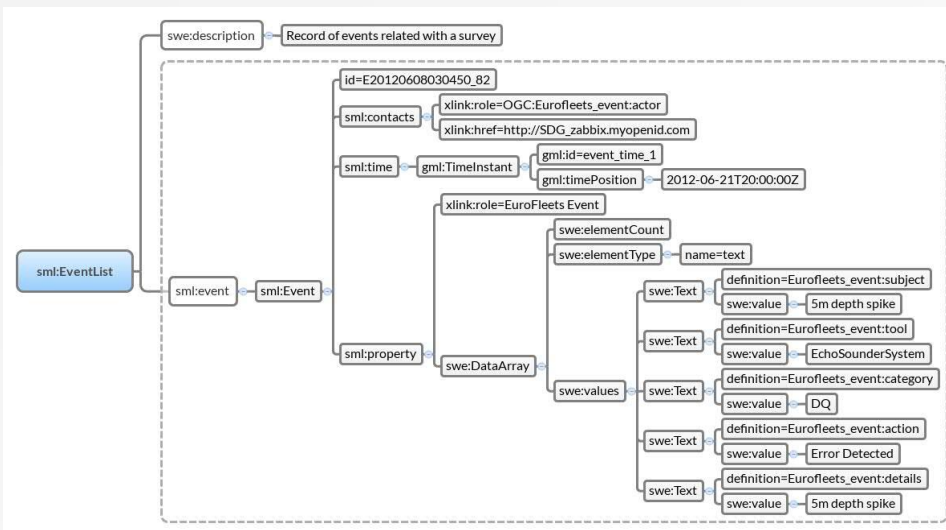 swe:description
Record of events related with a survey
id=E20120608030450_82
sml:contacts
xlink:role=OGC:Eurofleets_event:actor
xlink:href=http://SDG_zabbix.myopenid.com
sml:time
gml:TimeInstant
gml:id=event_time_1
gml:timePosition
2012-06-21T20:00:00Z
xlink:role=EuroFleets Event
swe:elementCount
swe:elementType
name=text
sml:EventList
sml:event
sml:Event
sml:property
swe:DataArray
swe:values
swe:Text
definition=Eurofleets_event:subject
swe:value
5m depth spike
swe:Text
definition=Eurofleets_event:tool
swe:value
EchoSounderSystem
swe:Text
definition=Eurofleets_event:category
swe:value
DQ
swe:Text
definition=Eurofleets_event:action
swe:value
Error Detected
swe:Text
definition=Eurofleets_event:details
swe:value
5m depth spike